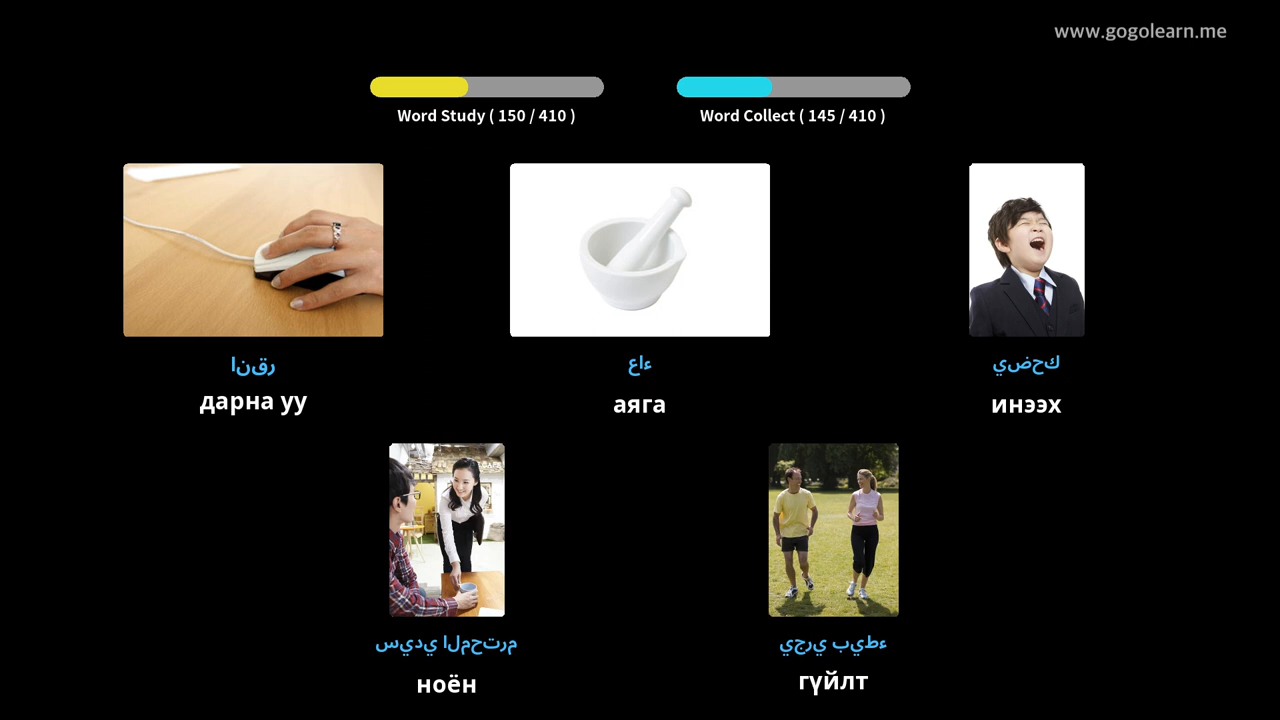 www.gogolearn.me
Word Study ( 150 / 410 )
Word Collect ( 145 / 410 )
انقر
дарна уу
عاء
аяга
يضحك
инээх
سيدي المحترم
ноён
يجري بيطء
гүйлт